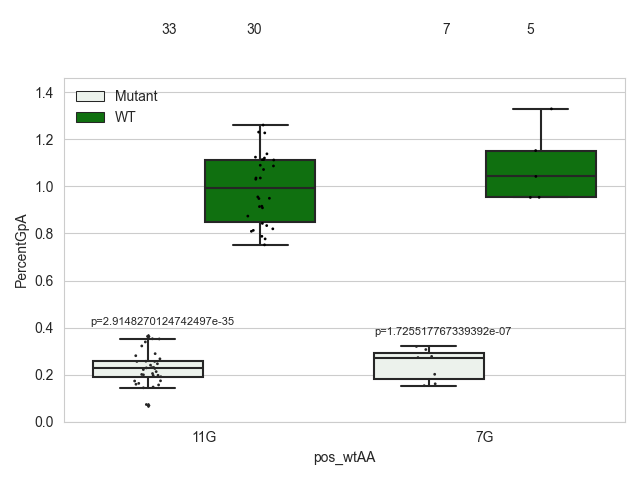 33 30 7 5
1.4
1.2
1.0
0.8
0.6
0.4
0.2
0.0
PercentGpA
Mutant
WT
p=2.9148270124742497e-35
p=1.725517767339392e-07
11G 7G
pos_wtAA